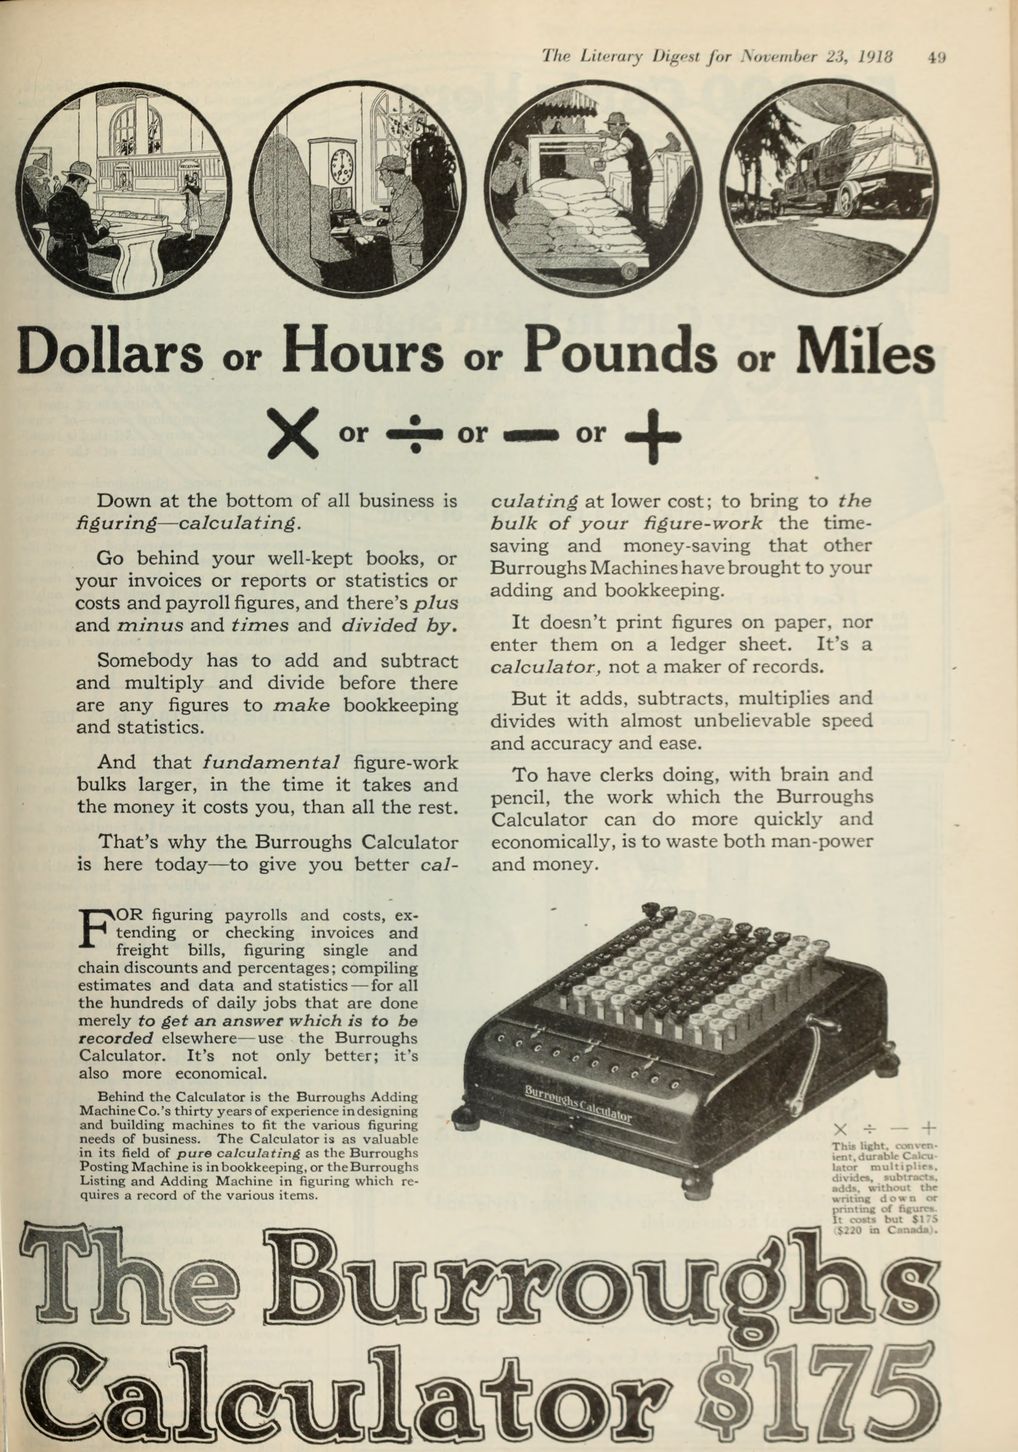 The Literary Digest for November 23, 1918 49
Dollars or Hours or Pounds or Miles
× or ÷ or — or +
Down at the bottom of all business is
figuring—calculating.
Go behind your well-kept books, or
your invoices or reports or statistics or
costs and payroll figures, and there's plus
and minus and times and divided by.
Somebody has to add and subtract
and multiply and divide before there
are any figures to make bookkeeping
and statistics.
And that fundamental figure-work
bulks larger, in the time it takes and
the money it costs you, than all the rest.
That's why the Burroughs Calculator
is here today—to give you better cal-
culating at lower cost; to bring to the
bulk of your figure-work the time-
saving and money-saving that other
Burroughs Machines have brought to your
adding and bookkeeping.
It doesn't print figures on paper, nor
enter them on a ledger sheet. It's a
calculator, not a maker of records.
But it adds, subtracts, multiplies and
divides with almost unbelievable speed
and accuracy and ease.
To have clerks doing, with brain and
pencil, the work which the Burroughs
Calculator can do more quickly and
economically, is to waste both man-power
and money.
FOR figuring payrolls and costs, ex-
tending or checking invoices and
freight bills, figuring single and
chain discounts and percentages; compiling
estimates and data and statistics—for all
the hundreds of daily jobs that are done
merely to get an answer which is to be
recorded elsewhere—use the Burroughs
Calculator. It's not only better; it's
also more economical.
Behind the Calculator is the Burroughs Adding
Machine Co.'s thirty years of experience in designing
and building machines to fit the various figuring
needs of business. The Calculator is as valuable
in its field of pure calculating as the Burroughs
Posting Machine is in bookkeeping, or the Burroughs
Listing and Adding Machine in figuring which re-
quires a record of the various items.
Burroughs Calculator
× ÷ — +
This light, conven-
ient, durable Calcu-
lator multiplies,
divides, subtracts,
adds, without the
writing down or
printing of figures.
It costs but $175
($220 in Canada).
The Burroughs
Calculator $175